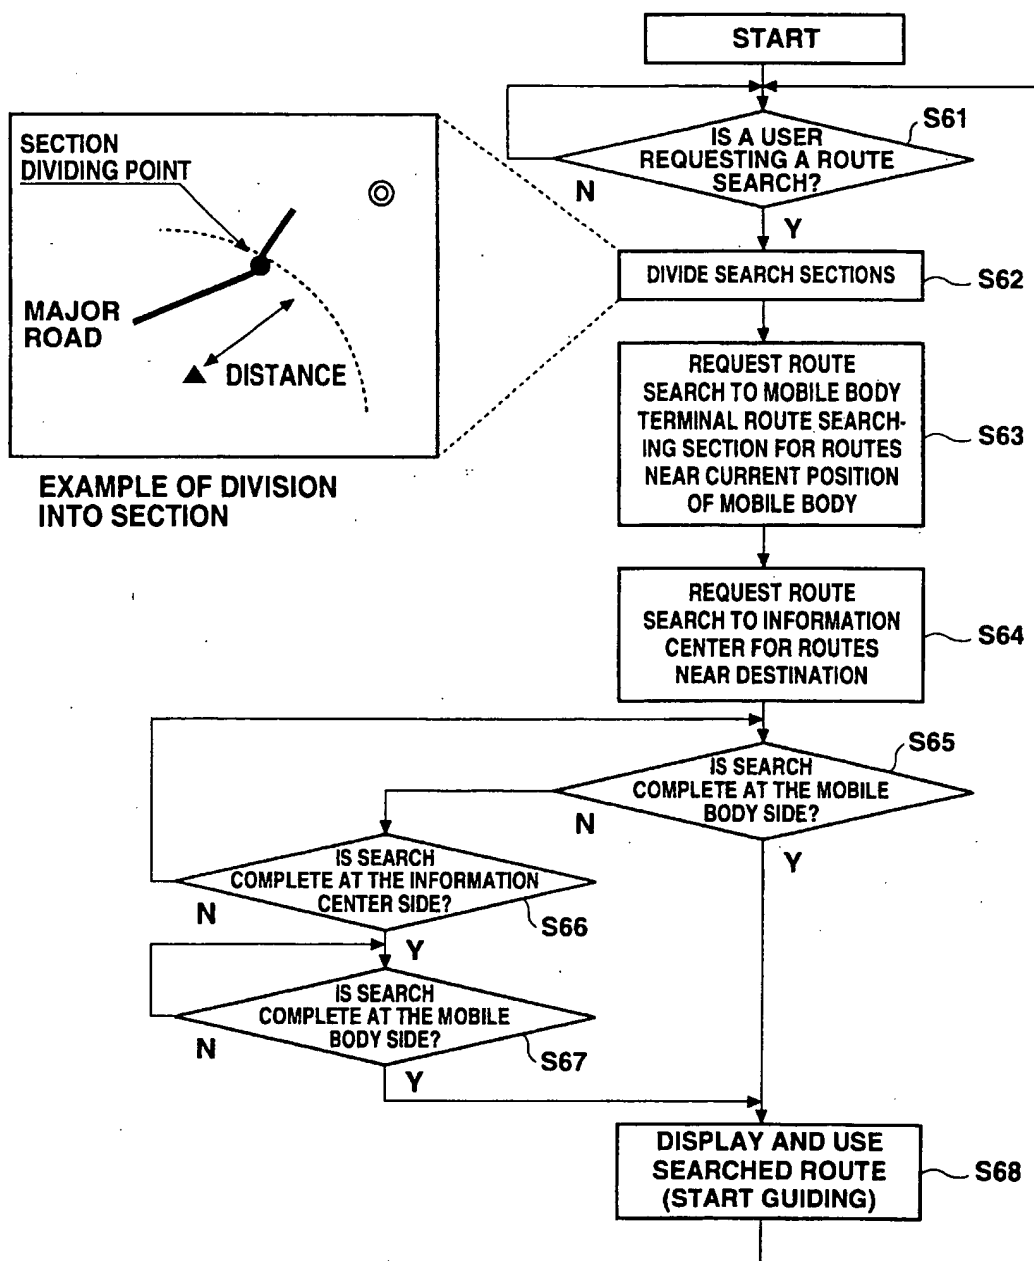 START
S61
IS A USER
REQUESTING A ROUTE
SEARCH?
N
Y
SECTION
DIVIDING POINT
MAJOR
ROAD
DISTANCE
EXAMPLE OF DIVISION
INTO SECTION
DIVIDE SEARCH SECTIONS
S62
REQUEST ROUTE
SEARCH TO MOBILE BODY
TERMINAL ROUTE SEARCH-
ING SECTION FOR ROUTES
NEAR CURRENT POSITION
OF MOBILE BODY
S63
REQUEST ROUTE
SEARCH TO INFORMATION
CENTER FOR ROUTES
NEAR DESTINATION
S64
S65
IS SEARCH
COMPLETE AT THE MOBILE
BODY SIDE?
N
Y
IS SEARCH
COMPLETE AT THE INFORMATION
CENTER SIDE?
N
S66
Y
IS SEARCH
COMPLETE AT THE MOBILE
BODY SIDE?
N
S67
Y
DISPLAY AND USE
SEARCHED ROUTE
(START GUIDING)
S68